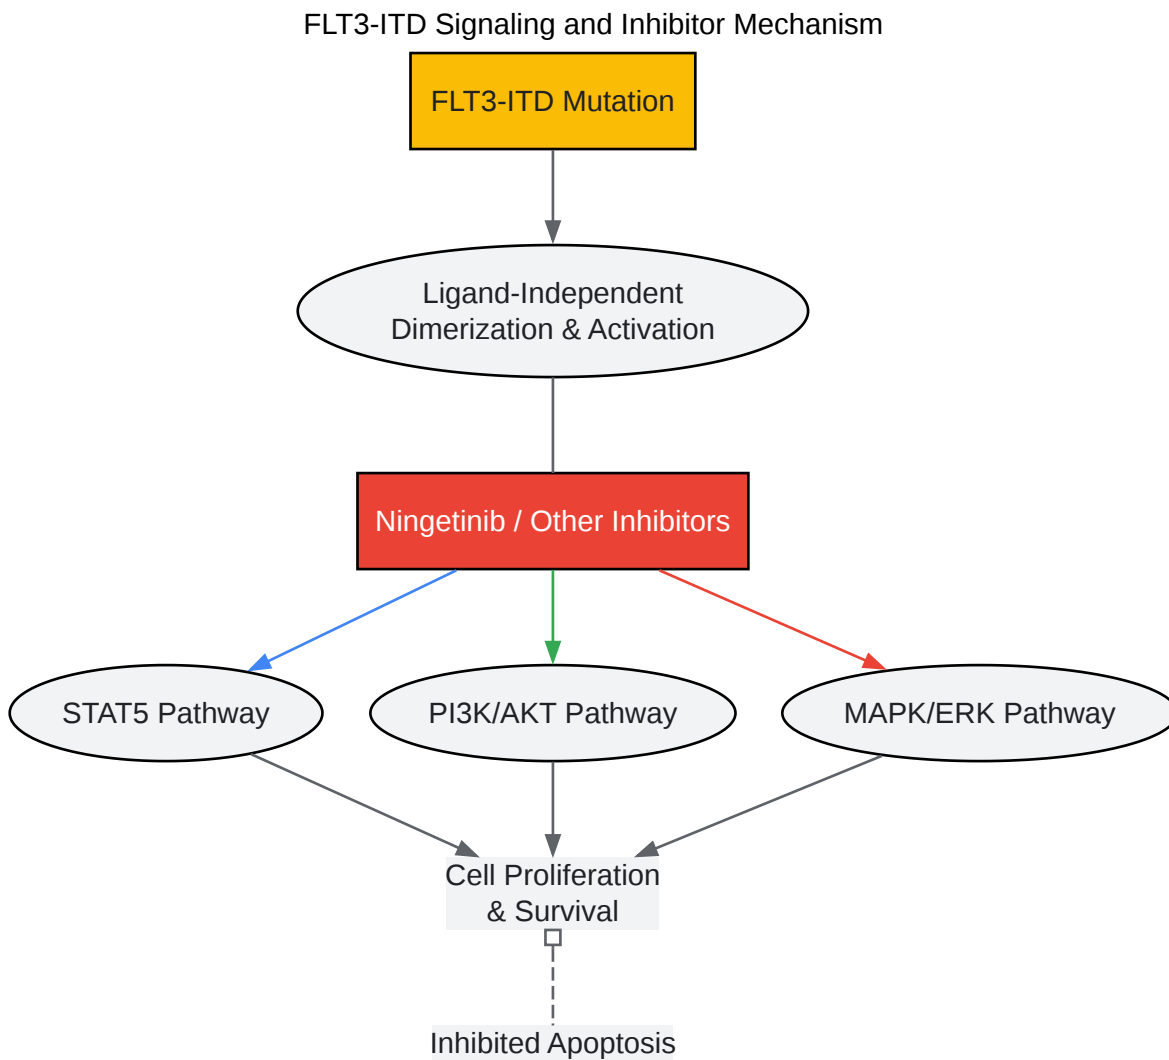 FLT3-ITD Signaling and Inhibitor Mechanism
FLT3-ITD Mutation
Ligand-Independent
Dimerization & Activation
Ningetinib / Other Inhibitors
STAT5 Pathway
PI3K/AKT Pathway
MAPK/ERK Pathway
Cell Proliferation
& Survival
Inhibited Apoptosis